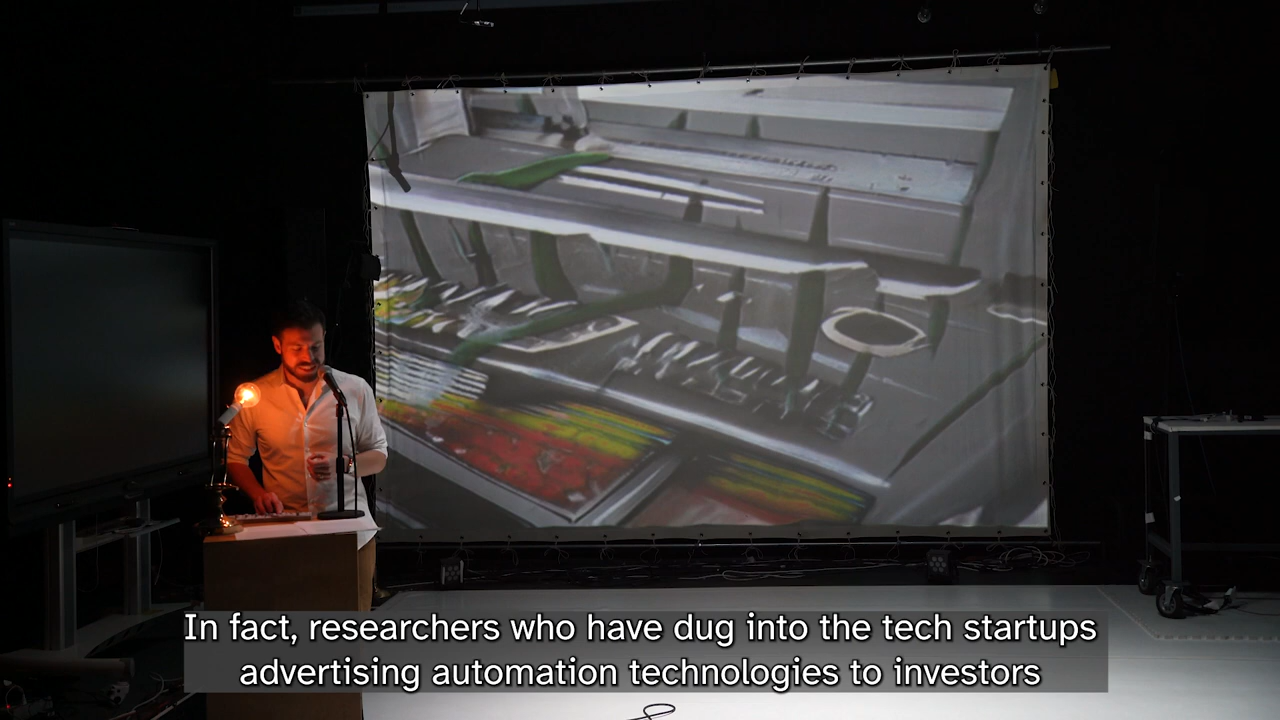 In fact, researchers who have dug into the tech startups
advertising automation technologies to investors